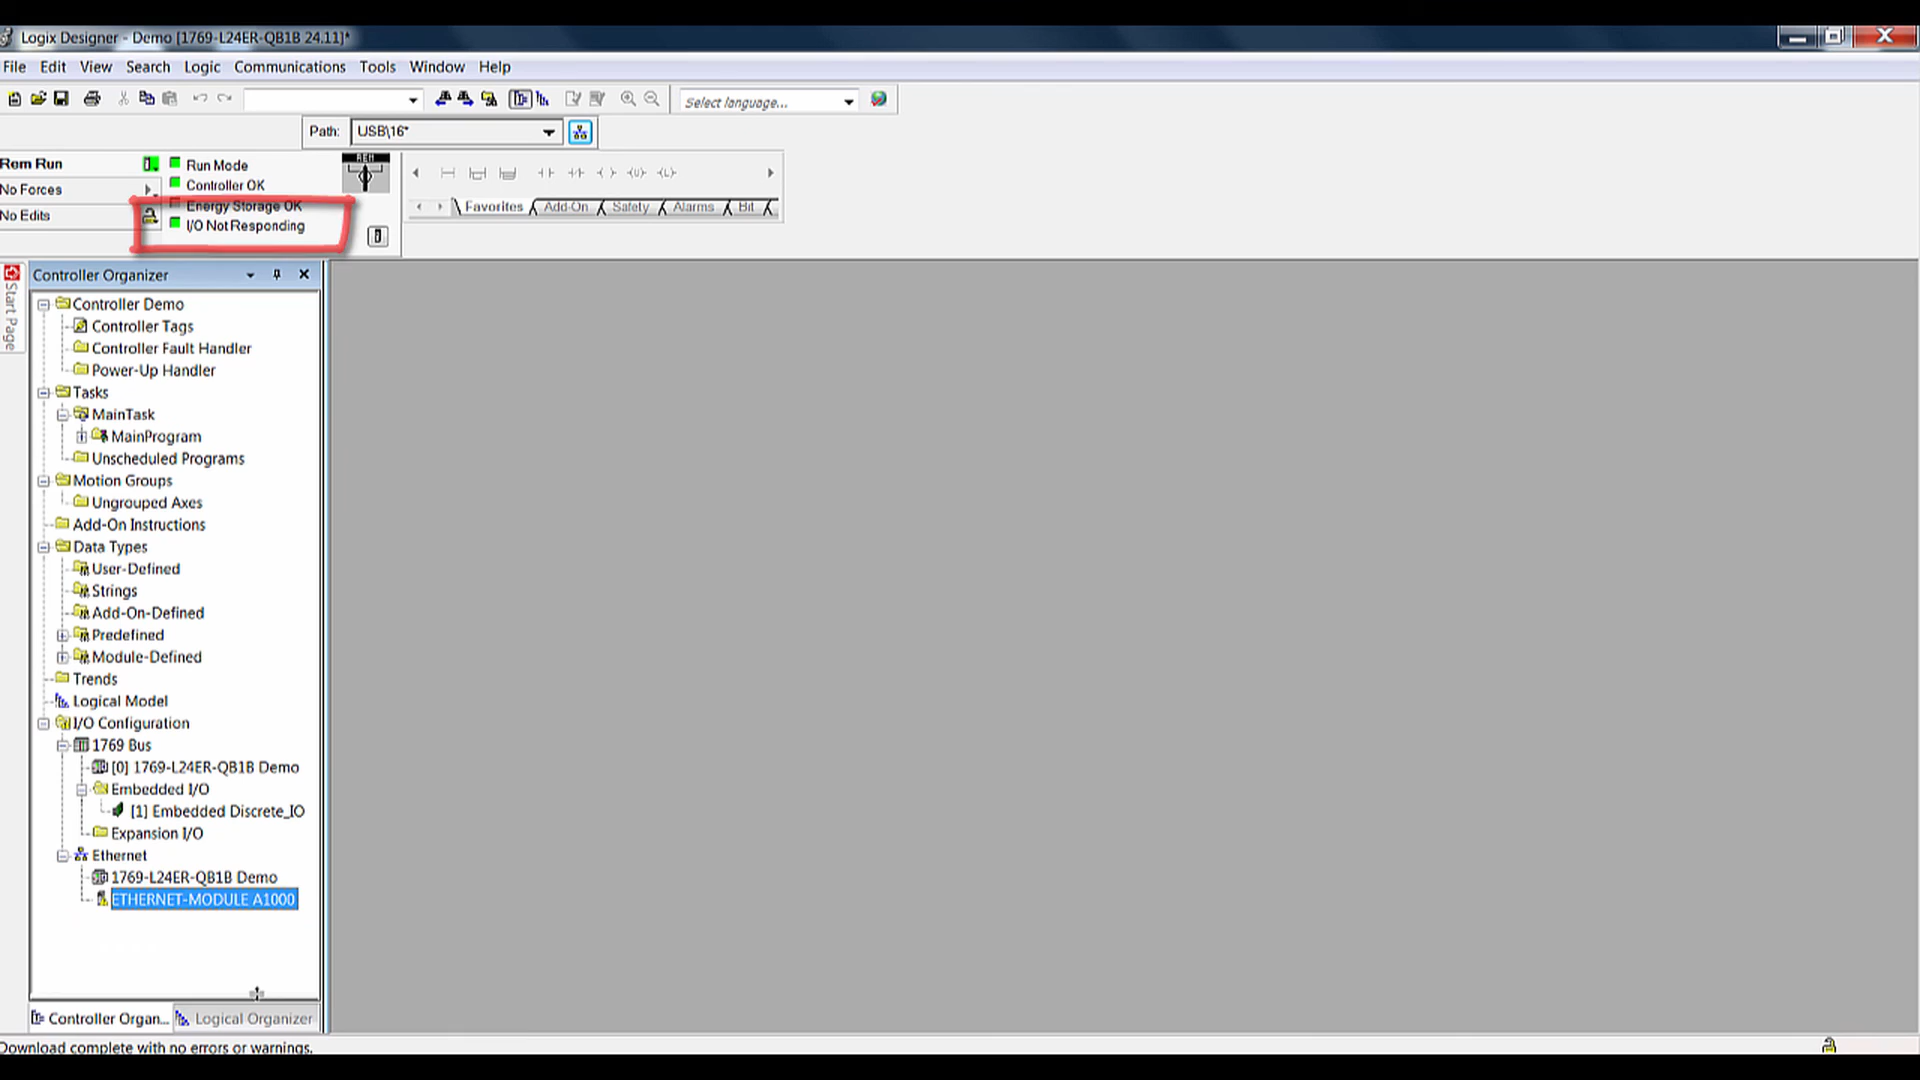 Logix Designer - Demo [1769-L24ER-QB1B 24.11]*
File Edit View Search Logic Communications Tools Window Help
Select language...
Path: USB\16*
Rem Run
No Forces
No Edits
Run Mode
Controller OK
Energy Storage OK
I/O Not Responding
REM
Favorites Add-On Safety Alarms Bit
Start Page
Controller Organizer
Controller Demo
Controller Tags
Controller Fault Handler
Power-Up Handler
Tasks
MainTask
MainProgram
Unscheduled Programs
Motion Groups
Ungrouped Axes
Add-On Instructions
Data Types
User-Defined
Strings
Add-On-Defined
Predefined
Module-Defined
Trends
Logical Model
I/O Configuration
1769 Bus
[0] 1769-L24ER-QB1B Demo
Embedded I/O
[1] Embedded Discrete_IO
Expansion I/O
Ethernet
1769-L24ER-QB1B Demo
ETHERNET-MODULE A1000
Controller Organ... Logical Organizer
Download complete with no errors or warnings.